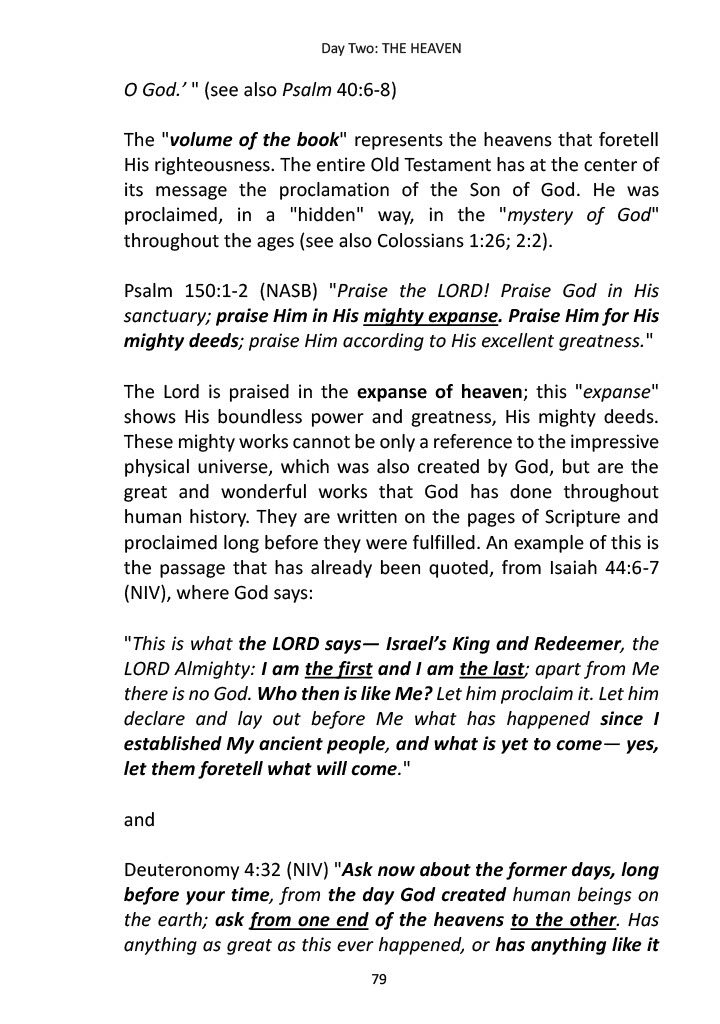 Day Two: THE HEAVEN
O God.’ " (see also Psalm 40:6-8)
The "volume of the book" represents the heavens that foretell
His righteousness. The entire Old Testament has at the center of
its message the proclamation of the Son of God. He was
proclaimed, in a "hidden" way, in the "mystery of God"
throughout the ages (see also Colossians 1:26; 2:2).
Psalm 150:1-2 (NASB) "Praise the LORD! Praise God in His
sanctuary; praise Him in His mighty expanse. Praise Him for His
mighty deeds; praise Him according to His excellent greatness."
The Lord is praised in the expanse of heaven; this "expanse"
shows His boundless power and greatness, His mighty deeds.
These mighty works cannot be only a reference to the impressive
physical universe, which was also created by God, but are the
great and wonderful works that God has done throughout
human history. They are written on the pages of Scripture and
proclaimed long before they were fulfilled. An example of this is
the passage that has already been quoted, from Isaiah 44:6-7
(NIV), where God says:
"This is what the LORD says— Israel’s King and Redeemer, the
LORD Almighty: I am the first and I am the last; apart from Me
there is no God. Who then is like Me? Let him proclaim it. Let him
declare and lay out before Me what has happened since I
established My ancient people, and what is yet to come— yes,
let them foretell what will come."
and
Deuteronomy 4:32 (NIV) "Ask now about the former days, long
before your time, from the day God created human beings on
the earth; ask from one end of the heavens to the other. Has
anything as great as this ever happened, or has anything like it
79